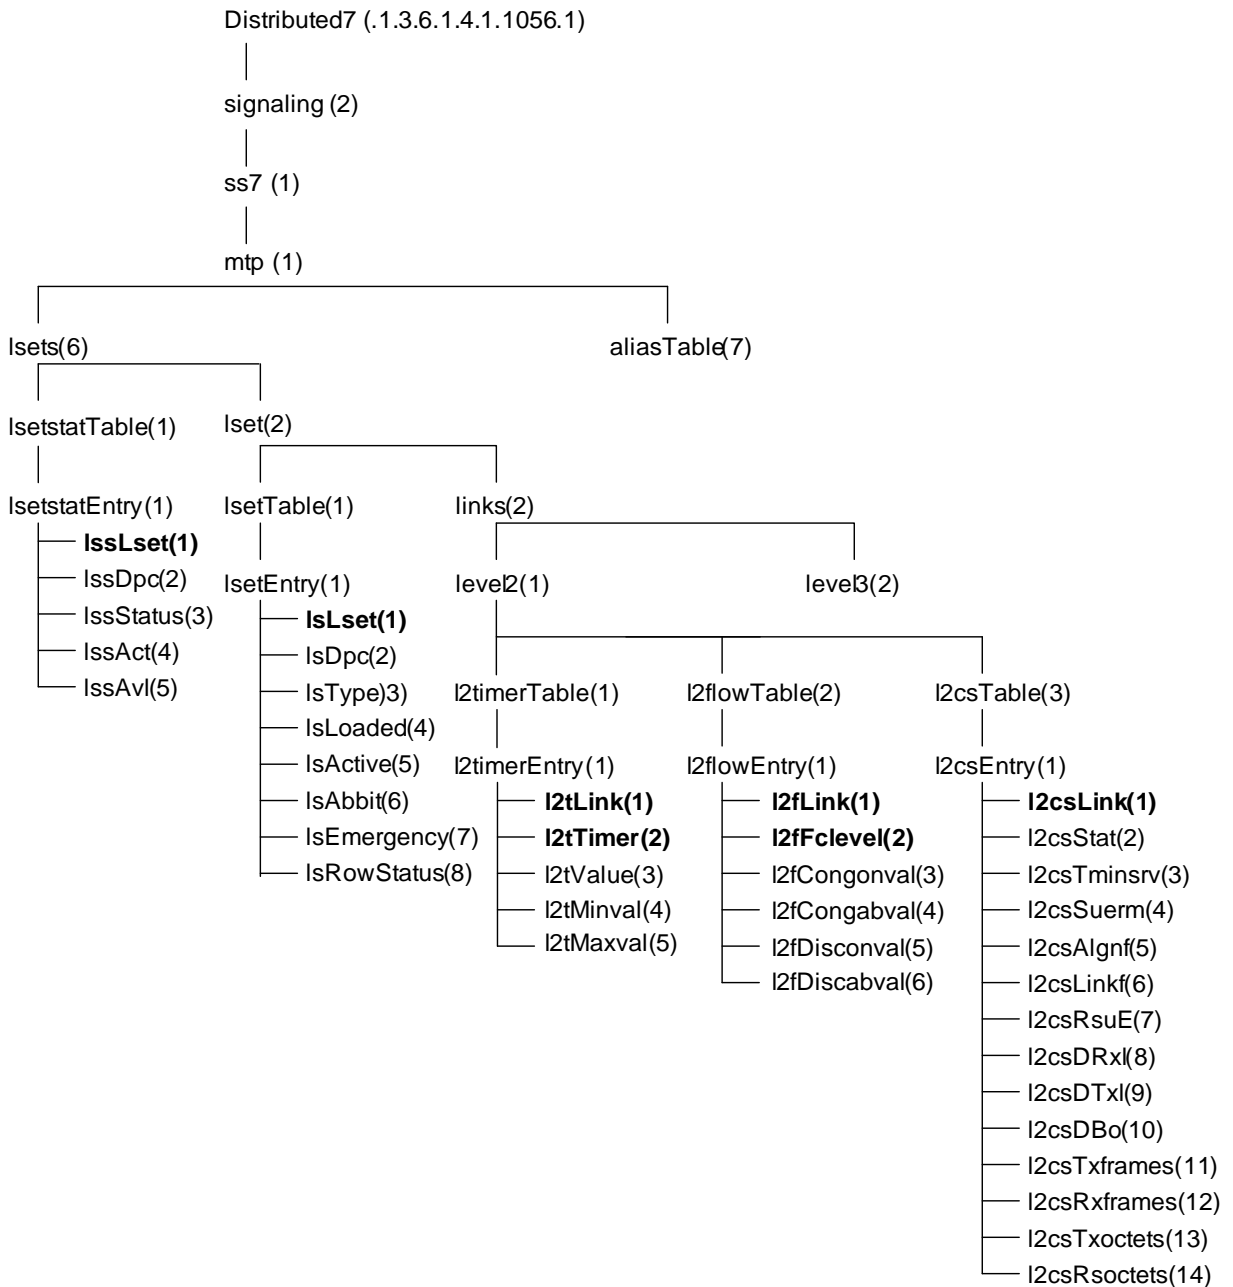 Distributed7 (.1.3.6.1.4.1.1056.1)
signaling (2)
ss7 (1)
mtp (1)
lsets(6)
aliasTable(7)
lsetstatTable(1)
lset(2)
lsetstatEntry(1)
lsetTable(1)
links(2)
lssLset(1)
lssDpc(2)
lssStatus(3)
lssAct(4)
lssAvl(5)
lsetEntry(1)
level2(1)
level3(2)
lsLset(1)
lsDpc(2)
lsType)3)
lsLoaded(4)
lsActive(5)
lsAbbit(6)
lsEmergency(7)
lsRowStatus(8)
l2timerTable(1)
l2flowTable(2)
l2csTable(3)
l2timerEntry(1)
l2flowEntry(1)
l2csEntry(1)
l2tLink(1)
l2tTimer(2)
l2tValue(3)
l2tMinval(4)
l2tMaxval(5)
l2fLink(1)
l2fFclevel(2)
l2fCongonval(3)
l2fCongabval(4)
l2fDisconval(5)
l2fDiscabval(6)
l2csLink(1)
l2csStat(2)
l2csTminsrv(3)
l2csSuerm(4)
l2csAlgnf(5)
l2csLinkf(6)
l2csRsuE(7)
l2csDRxl(8)
l2csDTxl(9)
l2csDBo(10)
l2csTxframes(11)
l2csRxframes(12)
l2csTxoctets(13)
l2csRsoctets(14)